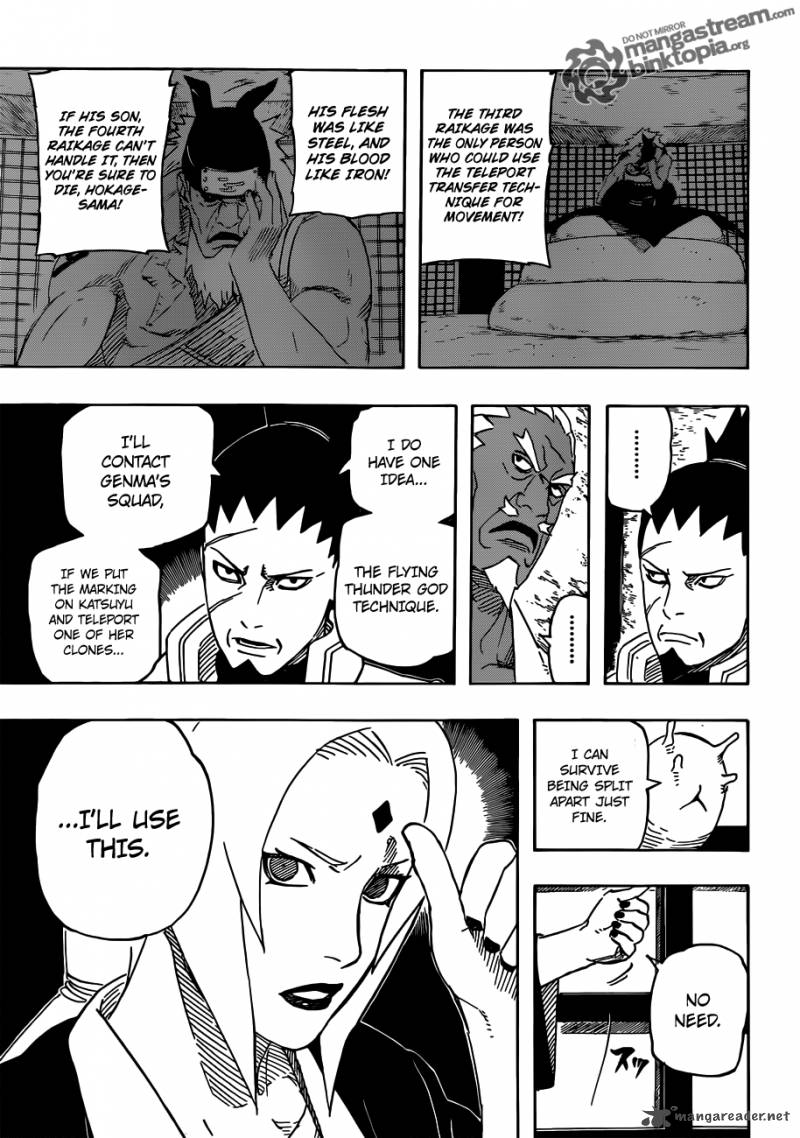 DO NOT MIRROR
mangastream.com
binktopia.org
THE THIRD
RAIKAGE WAS
THE ONLY PERSON
WHO COULD USE
THE TELEPORT
TRANSFER TECH-
NIQUE FOR
MOVEMENT!
HIS FLESH
WAS LIKE
STEEL, AND
HIS BLOOD
LIKE IRON!
IF HIS SON,
THE FOURTH
RAIKAGE CAN'T
HANDLE IT, THEN
YOU'RE SURE TO
DIE, HOKAGE-
SAMA!
.........
.........
I DO
HAVE ONE
IDEA...
THE FLYING
THUNDER GOD
TECHNIQUE.
I'LL
CONTACT
GENMA'S
SQUAD,
IF WE PUT
THE MARKING
ON KATSUYU
AND TELEPORT
ONE OF HER
CLONES...
I CAN
SURVIVE
BEING SPLIT
APART JUST
FINE.
NO
NEED.
スッ
...I'LL USE
THIS.
mangareader.net